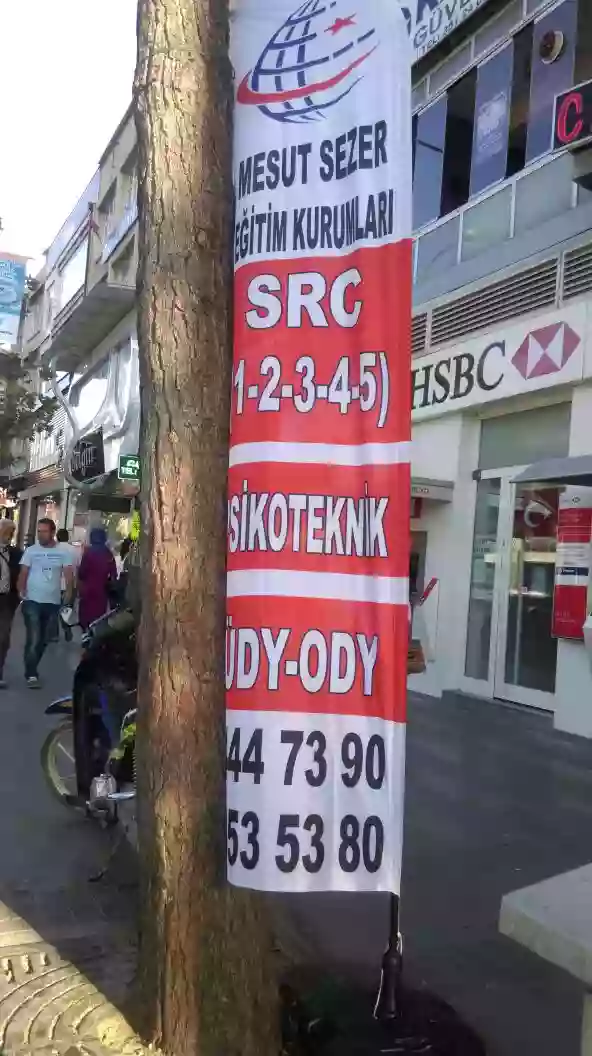 GÜVE
MESUT SEZER
EĞİTİM KURUMLARI
SRC
1-2-3-4-5)
HSBC
SİKOTEKNİK
ÜDY-ODY
44 73 90
53 53 80
C